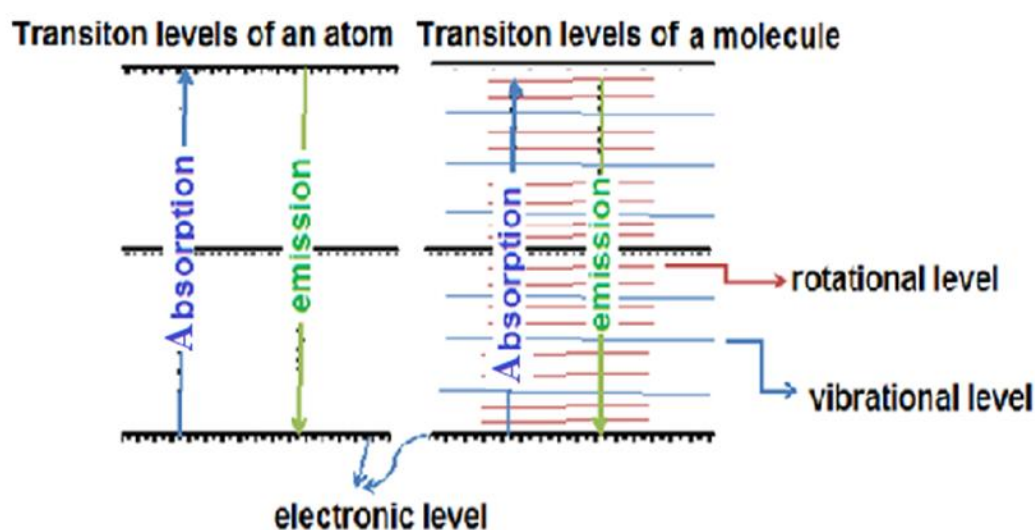 Transiton levels of an atom
Transiton levels of a molecule
Absorption
emission
Absorption
emission
rotational level
vibrational level
electronic level